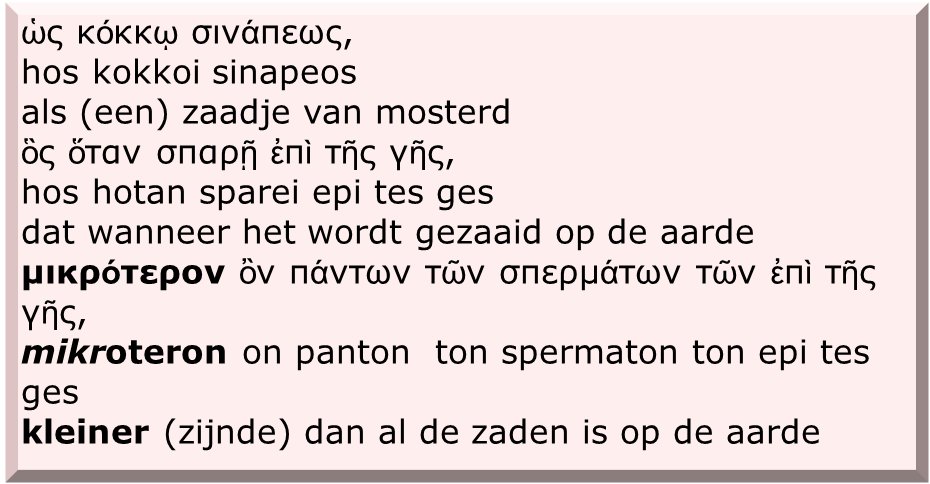 ὡς κόκκῳ σινάπεως,
hos kokkoi sinapeos
als (een) zaadje van mosterd
ὃς ὅταν σπαρῇ ἐπὶ τῆς γῆς,
hos hotan sparei epi tes ges
dat wanneer het wordt gezaaid op de aarde
μικρότερον ὂν πάντων τῶν σπερμάτων τῶν ἐπὶ τῆς
γῆς,
mikroteron on panton ton spermaton ton epi tes
ges
kleiner (zijnde) dan al de zaden is op de aarde